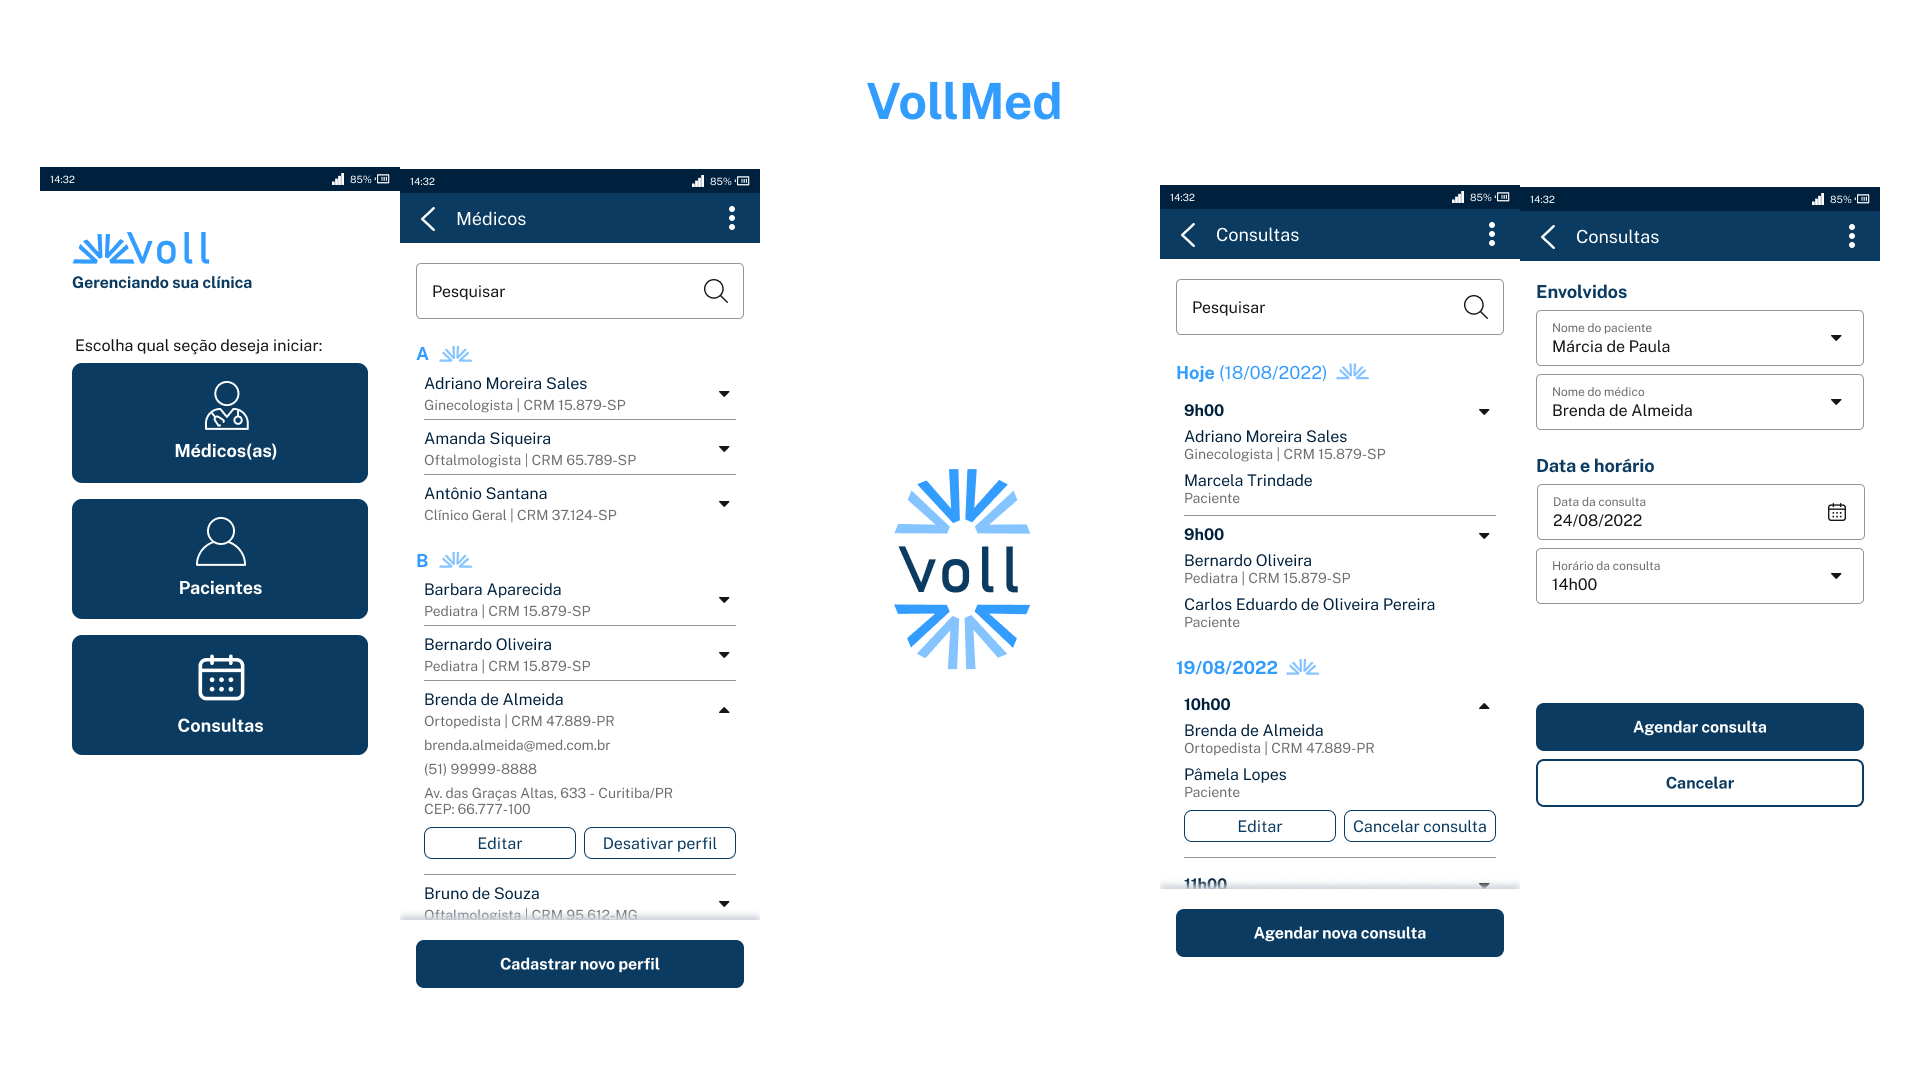 VollMed
14:32
85%
Voll
Gerenciando sua clínica
Escolha qual seção deseja iniciar:
Médicos(as)
Pacientes
Consultas
14:32
85%
Médicos
Pesquisar
A
Adriano Moreira Sales
Ginecologista | CRM 15.879-SP
Amanda Siqueira
Oftalmologista | CRM 65.789-SP
Antônio Santana
Clínico Geral | CRM 37.124-SP
B
Barbara Aparecida
Pediatra | CRM 15.879-SP
Bernardo Oliveira
Pediatra | CRM 15.879-SP
Brenda de Almeida
Ortopedista | CRM 47.889-PR
brenda.almeida@med.com.br
(51) 99999-8888
Av. das Graças Altas, 633 - Curitiba/PR
CEP: 66.777-100
Editar
Desativar perfil
Bruno de Souza
Oftalmologista | CRM 95.612-MG
Cadastrar novo perfil
Voll
14:32
85%
Consultas
Pesquisar
Hoje (18/08/2022)
9h00
Adriano Moreira Sales
Ginecologista | CRM 15.879-SP
Marcela Trindade
Paciente
9h00
Bernardo Oliveira
Pediatra | CRM 15.879-SP
Carlos Eduardo de Oliveira Pereira
Paciente
19/08/2022
10h00
Brenda de Almeida
Ortopedista | CRM 47.889-PR
Pâmela Lopes
Paciente
Editar
Cancelar consulta
11h00
Agendar nova consulta
14:32
85%
Consultas
Envolvidos
Nome do paciente
Márcia de Paula
Nome do médico
Brenda de Almeida
Data e horário
Data da consulta
24/08/2022
Horário da consulta
14h00
Agendar consulta
Cancelar